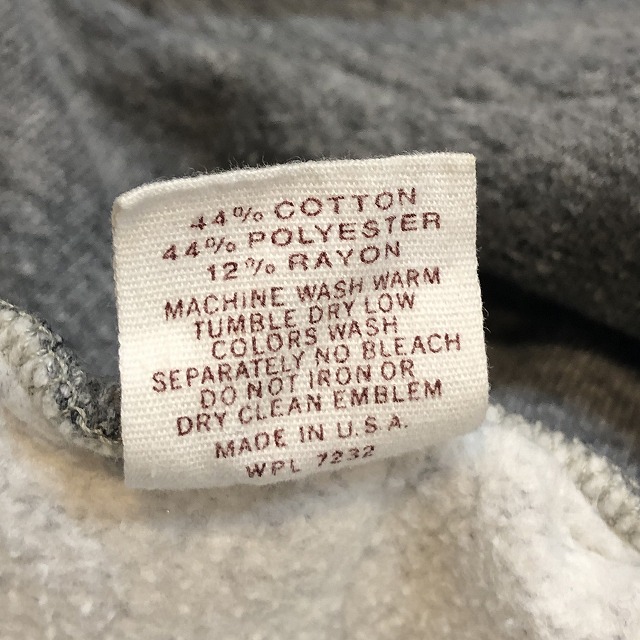 44% COTTON
44% POLYESTER
12% RAYON
MACHINE WASH WARM
TUMBLE DRY LOW
COLORS WASH
SEPARATELY NO BLEACH
DO NOT IRON OR
DRY CLEAN EMBLEM
MADE IN U.S.A.
WPL 7232